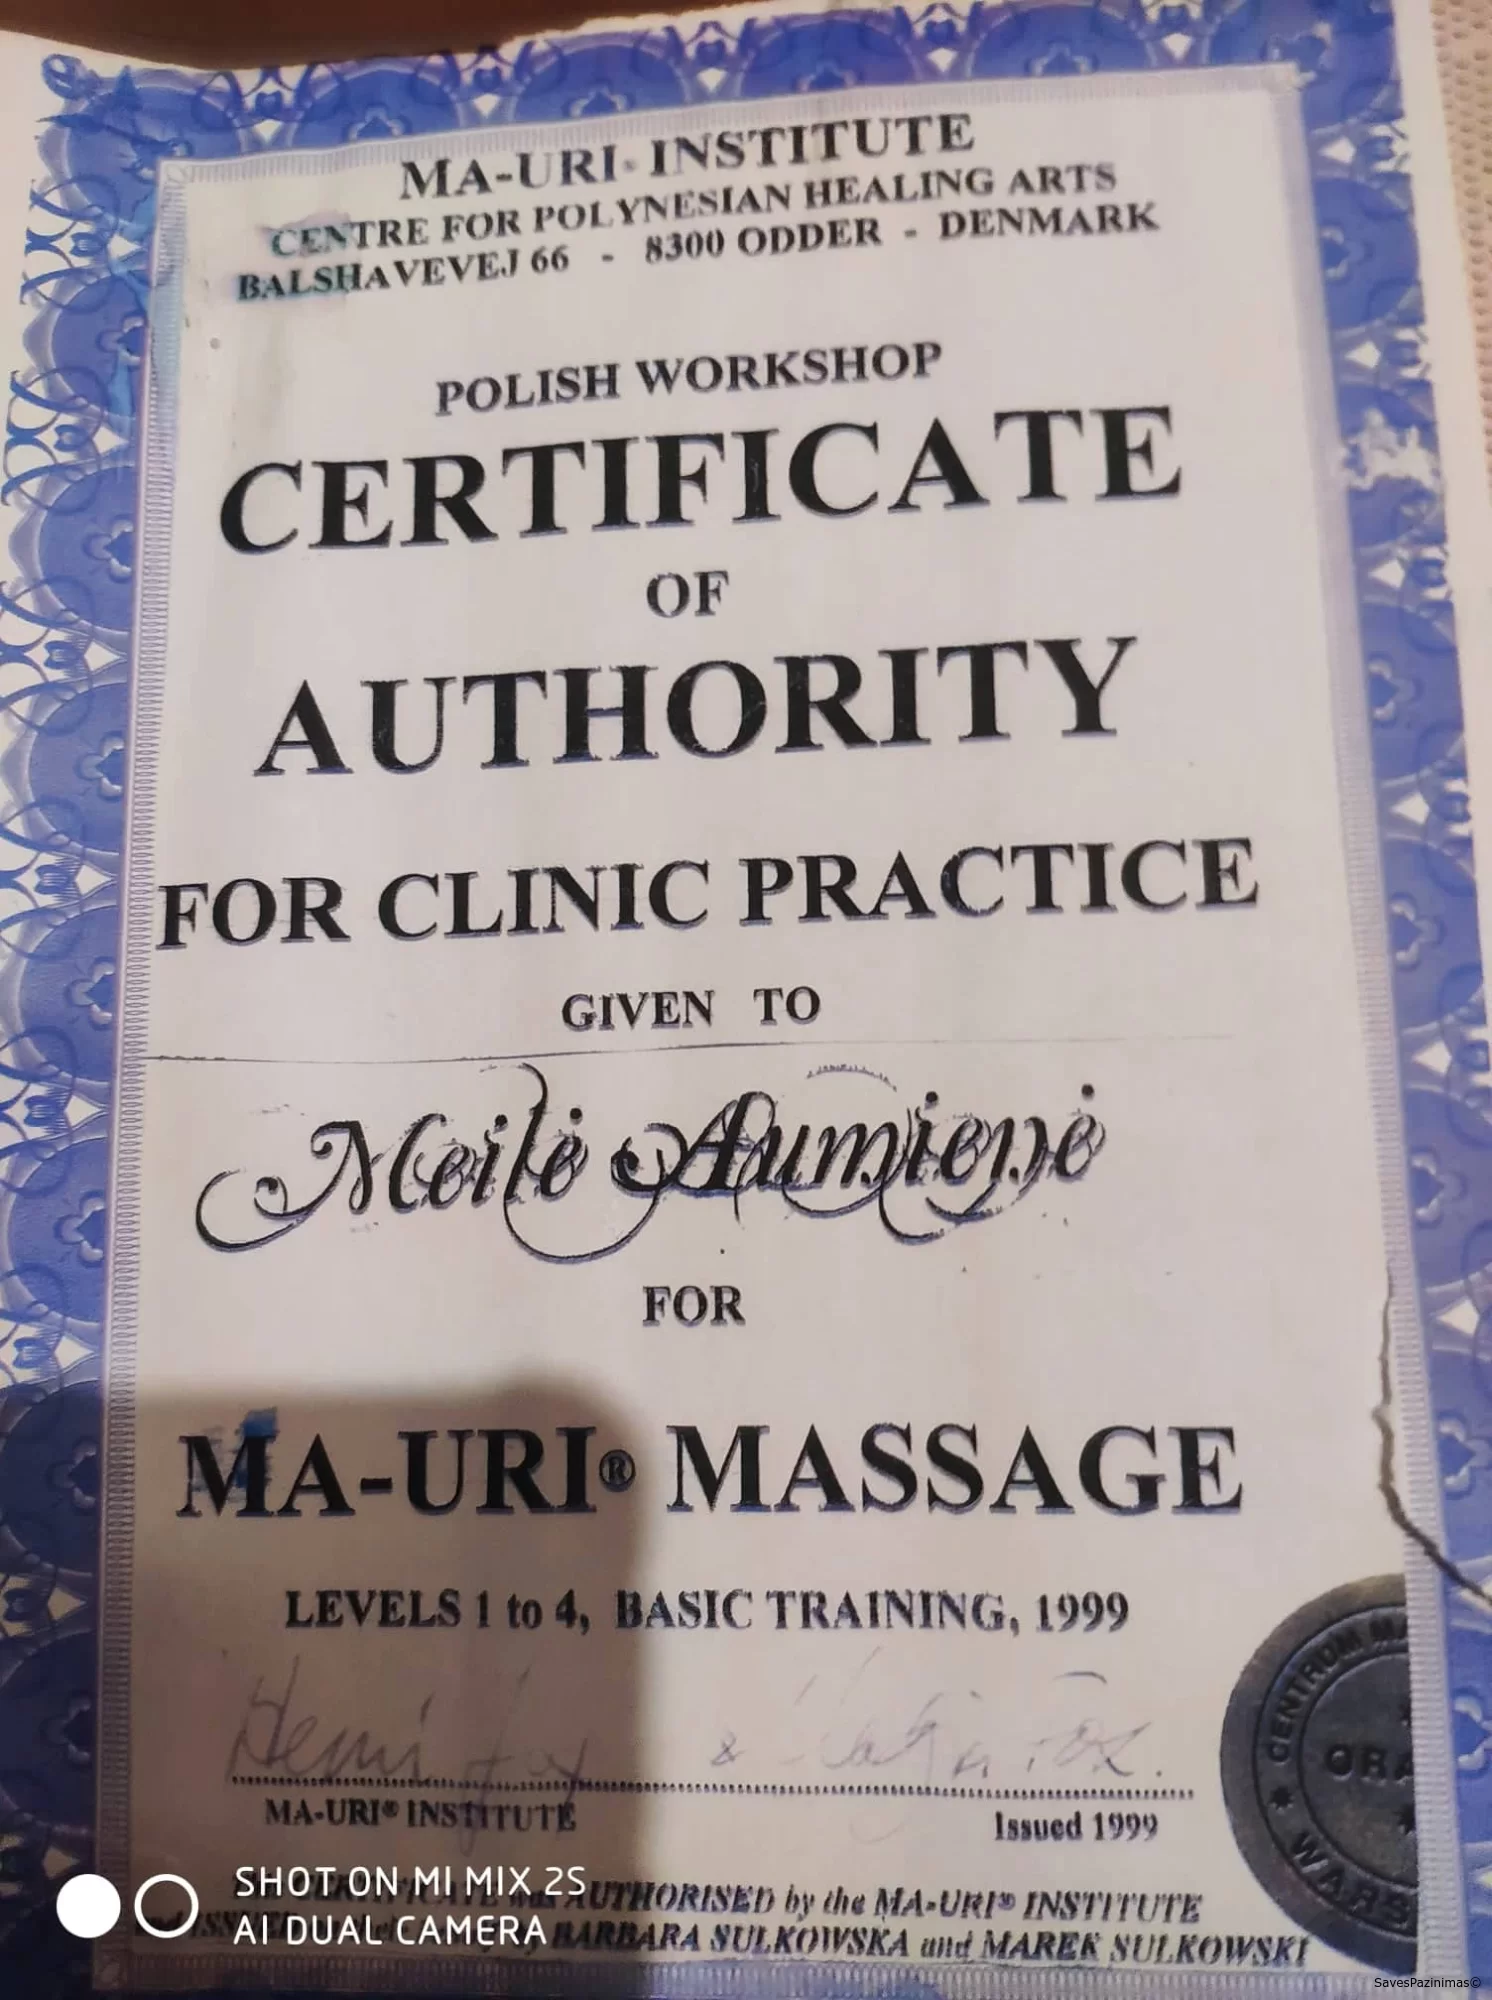 MA-URI® INSTITUTE
CENTRE FOR POLYNESIAN HEALING ARTS
BALSHAVEVEJ 66 - 8300 ODDER - DENMARK
POLISH WORKSHOP
CERTIFICATE
OF
AUTHORITY
FOR CLINIC PRACTICE
GIVEN TO
Meilė Aumienė
FOR
MA-URI® MASSAGE
LEVELS 1 to 4, BASIC TRAINING, 1999
Hemi Fox &
MA-URI® INSTITUTE
Issued 1999
AUTHORISED by the MA-URI® INSTITUTE
BARBARA SULKOWSKA and MAREK SULKOWSKI
CENTRUM
SHOT ON MI MIX 2S
AI DUAL CAMERA
SavesPazinimas©